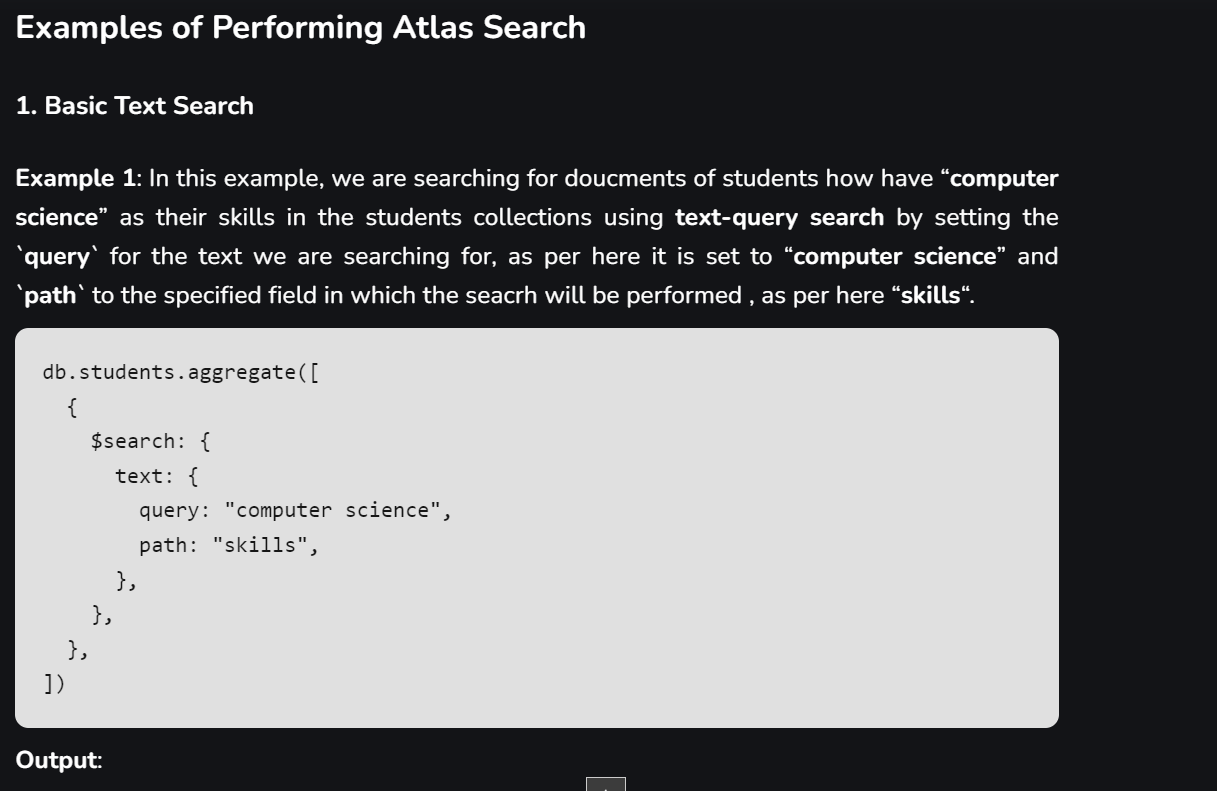 Examples of Performing Atlas Search
1. Basic Text Search
Example 1: In this example, we are searching for doucments of students how have “computer
science” as their skills in the students collections using text-query search by setting the
`query` for the text we are searching for, as per here it is set to “computer science” and
`path` to the specified field in which the seacrh will be performed , as per here “skills“.
db.students.aggregate([
  {
    $search: {
      text: {
        query: "computer science",
        path: "skills",
      },
    },
  },
])
Output: